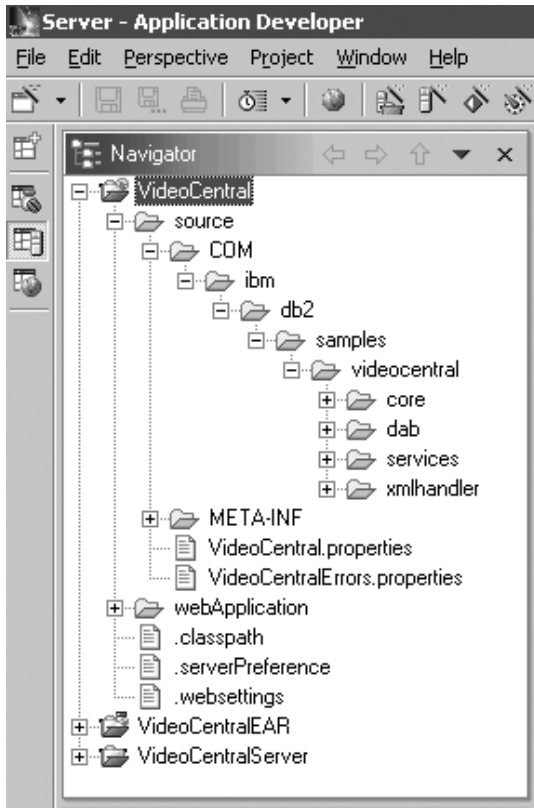 Server - Application Developer
File Edit Perspective Project Window Help
Navigator
VideoCentral
source
COM
ibm
db2
samples
videocentral
core
dab
services
xmlhandler
META-INF
VideoCentral.properties
VideoCentralErrors.properties
webApplication
.classpath
.serverPreference
.websettings
VideoCentralEAR
VideoCentralServer